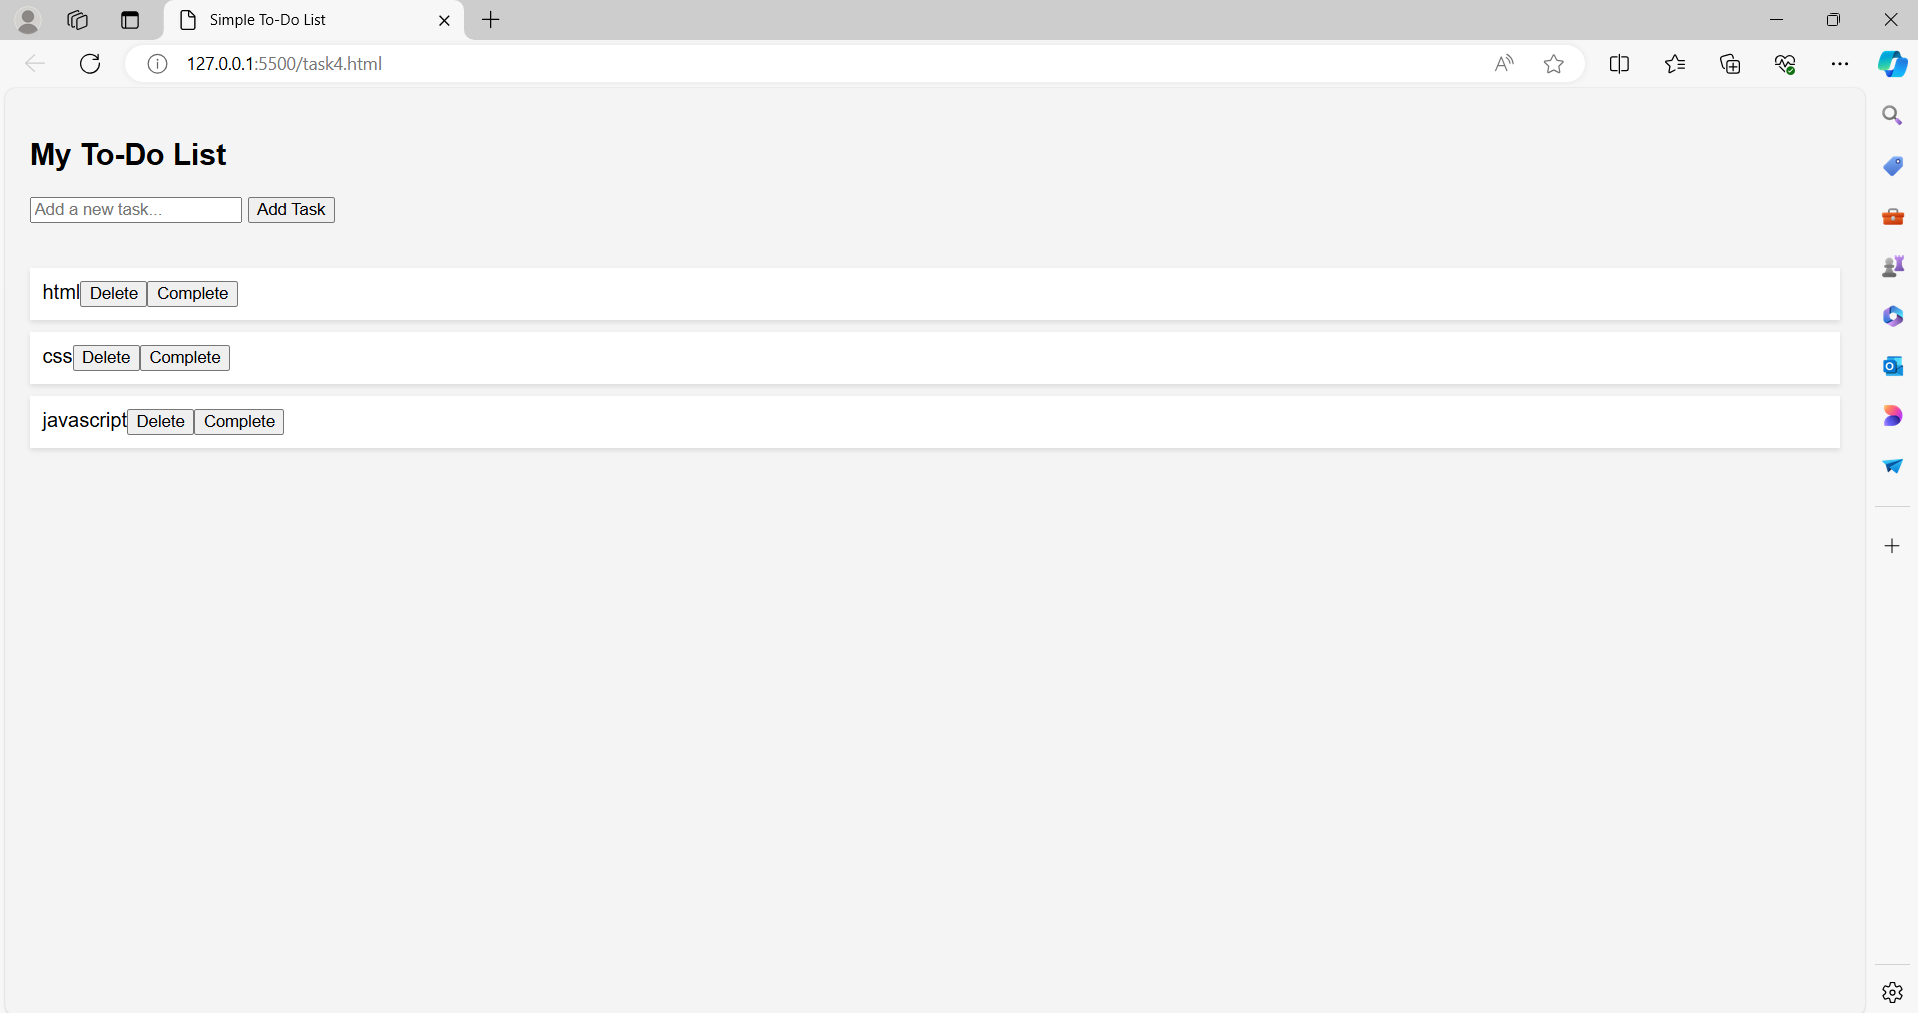 Simple To-Do List
127.0.0.1:5500/task4.html
My To-Do List
Add a new task... Add Task
html Delete Complete
css Delete Complete
javascript Delete Complete